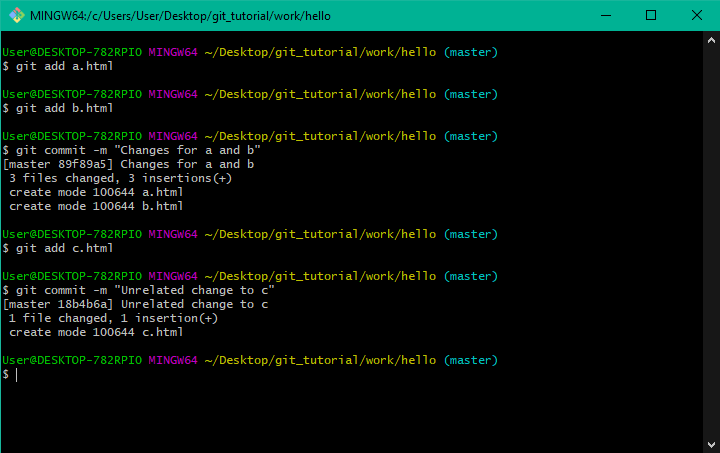 MINGW64:/c/Users/User/Desktop/git_tutorial/work/hello
User@DESKTOP-782RPIO MINGW64 ~/Desktop/git_tutorial/work/hello (master)
$ git add a.html
User@DESKTOP-782RPIO MINGW64 ~/Desktop/git_tutorial/work/hello (master)
$ git add b.html
User@DESKTOP-782RPIO MINGW64 ~/Desktop/git_tutorial/work/hello (master)
$ git commit -m "Changes for a and b"
[master 89f89a5] Changes for a and b
 3 files changed, 3 insertions(+)
 create mode 100644 a.html
 create mode 100644 b.html
User@DESKTOP-782RPIO MINGW64 ~/Desktop/git_tutorial/work/hello (master)
$ git add c.html
User@DESKTOP-782RPIO MINGW64 ~/Desktop/git_tutorial/work/hello (master)
$ git commit -m "Unrelated change to c"
[master 18b4b6a] Unrelated change to c
 1 file changed, 1 insertion(+)
 create mode 100644 c.html
User@DESKTOP-782RPIO MINGW64 ~/Desktop/git_tutorial/work/hello (master)
$